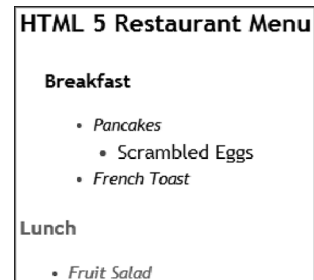 HTML 5 Restaurant Menu
Breakfast
• Pancakes
• Scrambled Eggs
• French Toast
Lunch
• Fruit Salad